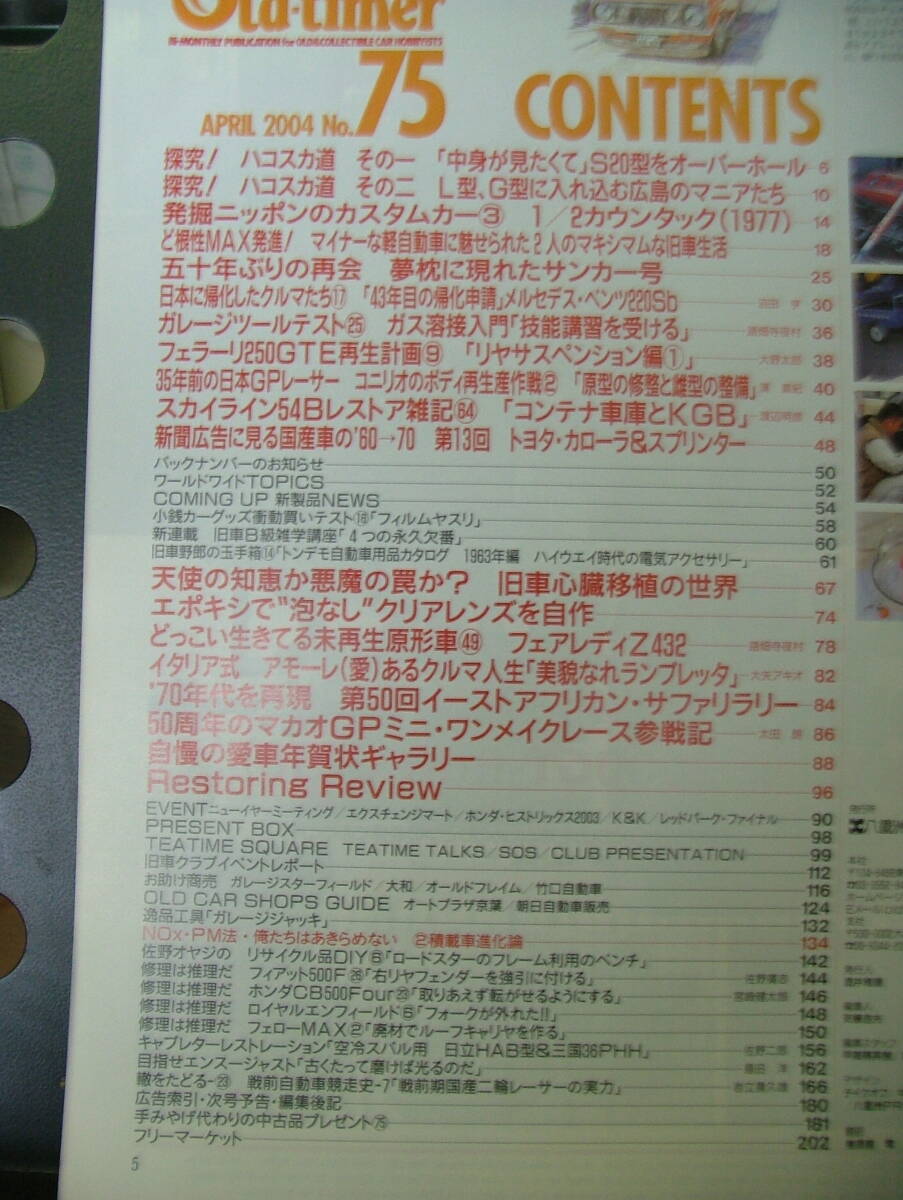 Old-timer
BI-MONTHLY PUBLICATION for OLD&COLLECTIBLE CAR HOBBYISTS
APRIL 2004 No.75 CONTENTS
探究! ハコスカ道 その一 「中身が見たくて」S20型をオーバーホール 6
探究! ハコスカ道 その二 L型、G型に入れ込む広島のマニアたち 10
発掘ニッポンのカスタムカー③ 1/2カウンタック(1977) 14
ど根性MAX発進! マイナーな軽自動車に魅せられた2人のマキシマムな旧車生活 18
五十年ぶりの再会 夢枕に現れたサンカー号 25
日本に帰化したクルマたち⑰ 「43年目の帰化申請」メルセデス・ベンツ220Sb 30
ガレージツールテスト㉕ ガス溶接入門「技能講習を受ける」 36
フェラーリ250GTE再生計画⑨ 「リヤサスペンション編①」 大野太郎 38
35年前の日本GPレーサー コニリオのボディ再生産作戦② 「原型の修整と雌型の整備」 40
スカイライン54Bレストア雑記64 「コンテナ車庫とKGB」 渡辺明彦 44
新聞広告に見る国産車の'60→70 第13回 トヨタ・カローラ&スプリンター 48
バックナンバーのお知らせ 50
ワールドワイドTOPICS 52
COMING UP 新製品NEWS 54
小銭カーグッズ衝動買いテスト⑱「フィルムヤスリ」 58
新連載 旧車B級雑学講座「4つの永久欠番」 60
旧車野郎の玉手箱⑭「トンデモ自動車用品カタログ 1963年編 ハイウエイ時代の電気アクセサリー」 61
天使の知恵か悪魔の罠か? 旧車心臓移植の世界 67
エポキシで"泡なし"クリアレンズを自作 74
どっこい生きてる未再生原形車㊾ フェアレディZ432 78
イタリア式 アモーレ(愛)あるクルマ人生「美貌なれランブレッタ」 大矢アキオ 82
'70年代を再現 第50回イーストアフリカン・サファリラリー 84
50周年のマカオGPミニ・ワンメイクレース参戦記 太田 86
自慢の愛車年賀状ギャラリー 88
Restoring Review 96
EVENTニューイヤーミーティング/エクスチェンジマート/ホンダ・ヒストリックス2003/K&K/レッドパーク・ファイナル 90
PRESENT BOX 98
TEATIME SQUARE TEATIME TALKS/SOS/CLUB PRESENTATION 99
旧車クラブイベントレポート 112
お助け商売 ガレージスターフィールド/大和/オールドフレイム/竹口自動車 116
OLD CAR SHOPS GUIDE オートプラザ京葉/朝日自動車販売 124
逸品工具「ガレージジャッキ」 132
NOx・PM法・俺たちはあきらめない ②積載車進化論 134
佐野オヤジの リサイクル品DIY⑥「ロードスターのフレーム利用のベンチ」 142
修理は推理だ フィアット500F㉖「右リヤフェンダーを強引に付ける」 144
修理は推理だ ホンダCB500Four㉓「取りあえず転がせるようにする」 宮崎健太郎 146
修理は推理だ ロイヤルエンフィールド⑥「フォークが外れた!!」 148
修理は推理だ フェローMAX②「廃材でルーフキャリヤを作る」 150
キャブレターレストレーション「空冷スバル用 日立HAB型&三国36PHH」 佐野二郎 156
目指せエンスージャスト「古くたって磨けば光るのだ」 162
轍をたどる-㉓ 戦前自動車競走史-7「戦前期国産二輪レーサーの実力」 岩立喜久雄 166
広告索引・次号予告・編集後記 180
手みやげ代わりの中古品プレゼント㊆ 181
フリーマーケット 202
5
本社